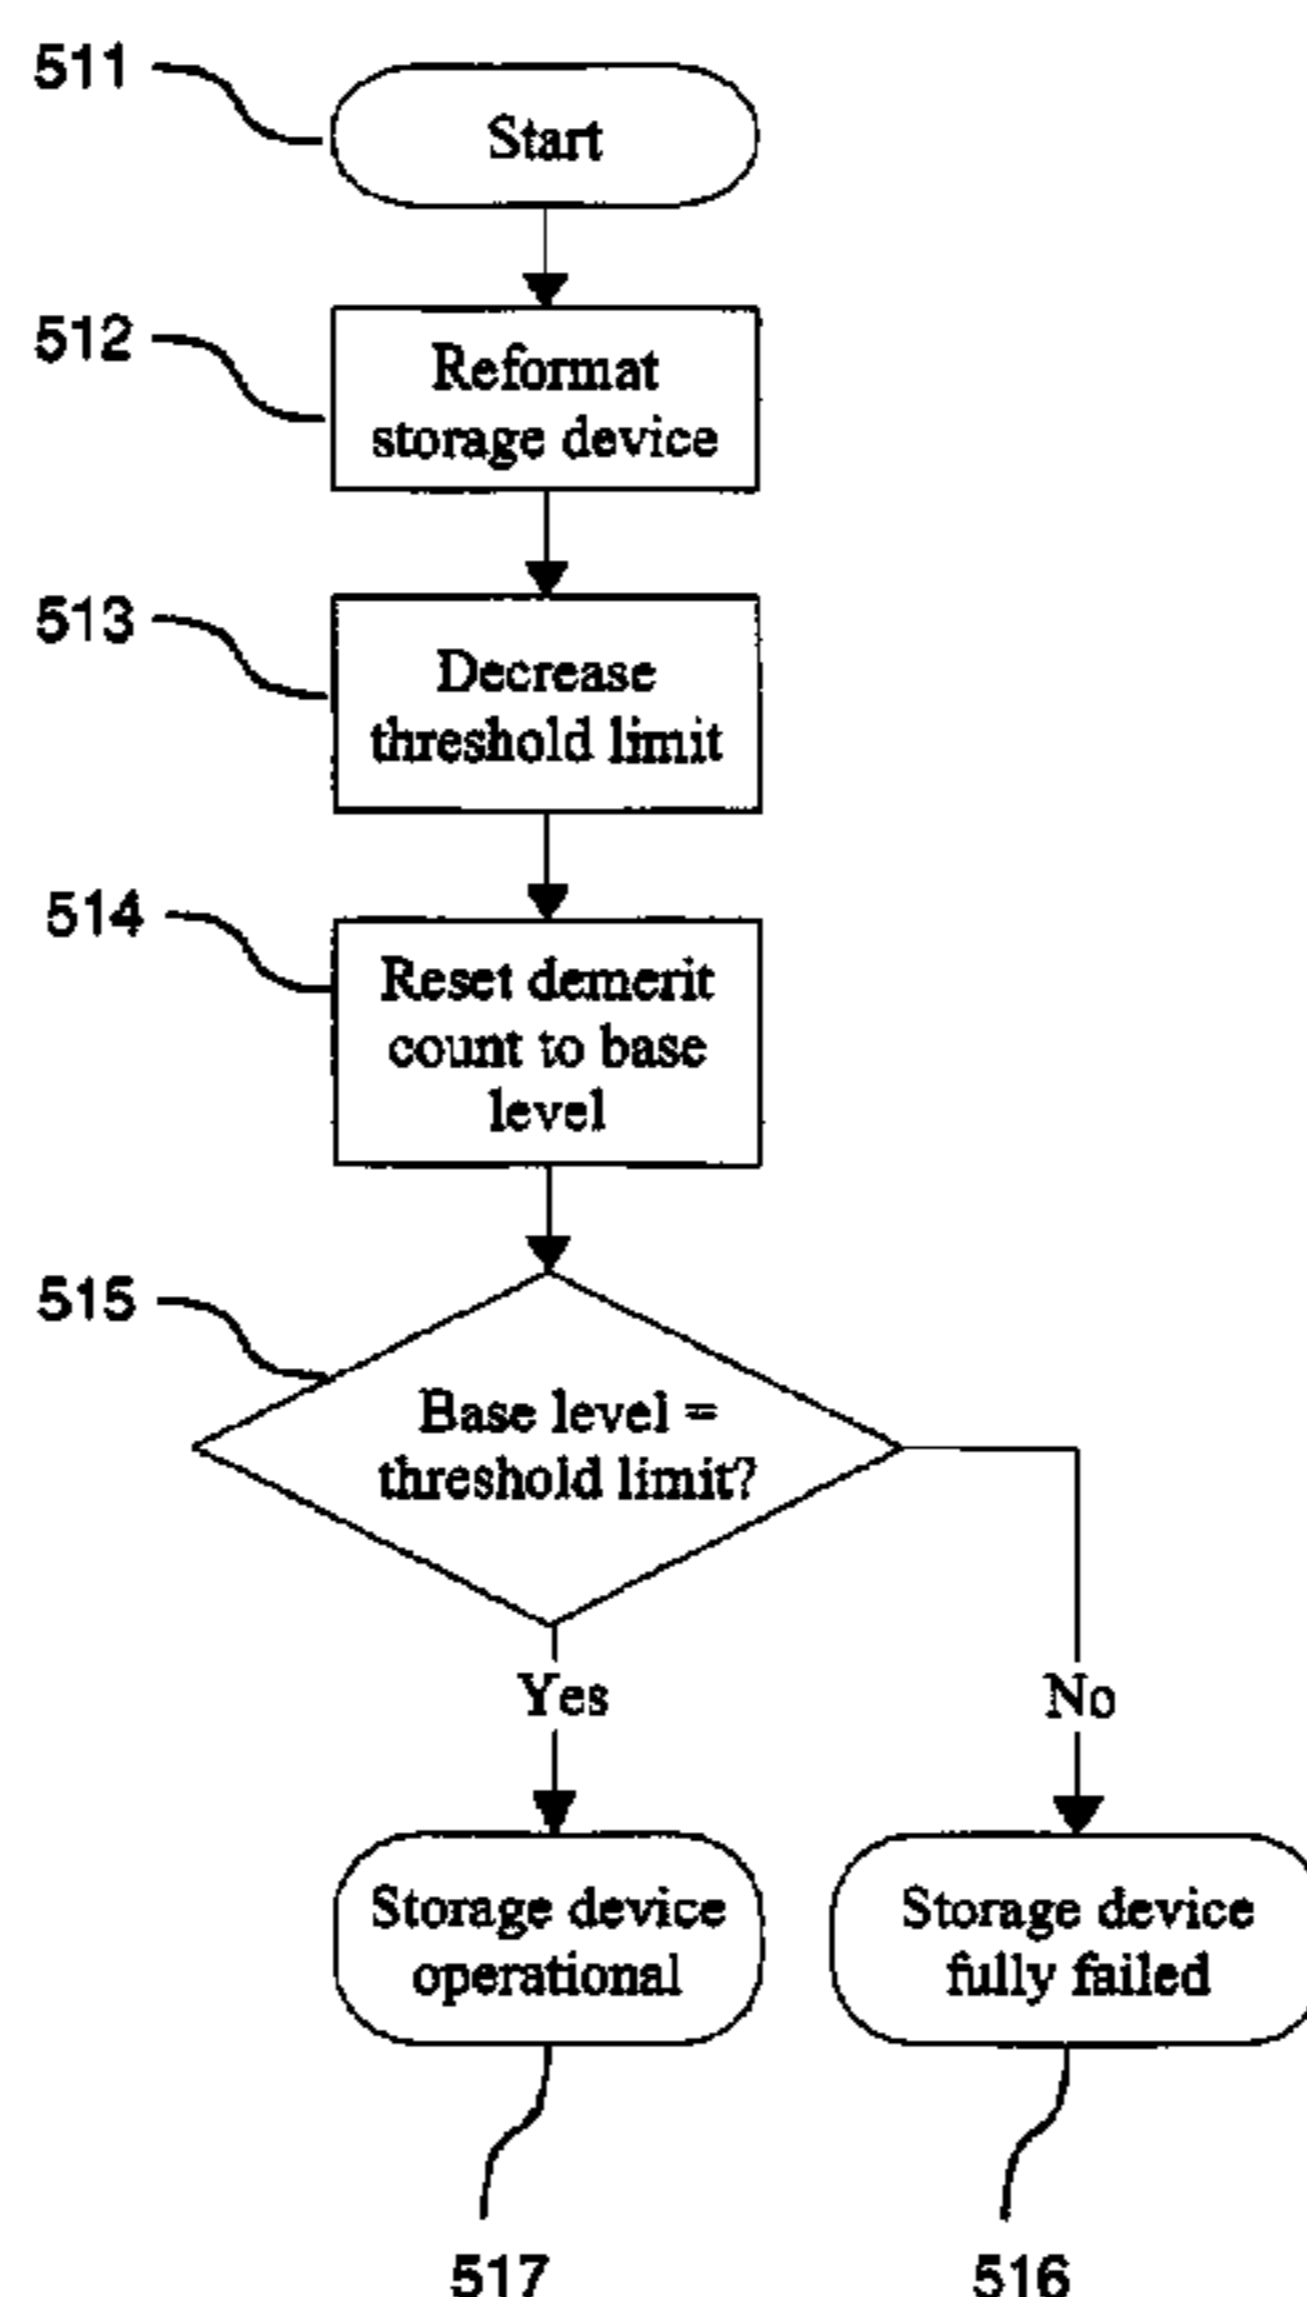 511
Start
512
Reformat
storage device
513
Decrease
threshold limit
514
Reset demerit
count to base
level
515
Base level =
threshold limit?
Yes
No
Storage device
operational
Storage device
fully failed
517
516